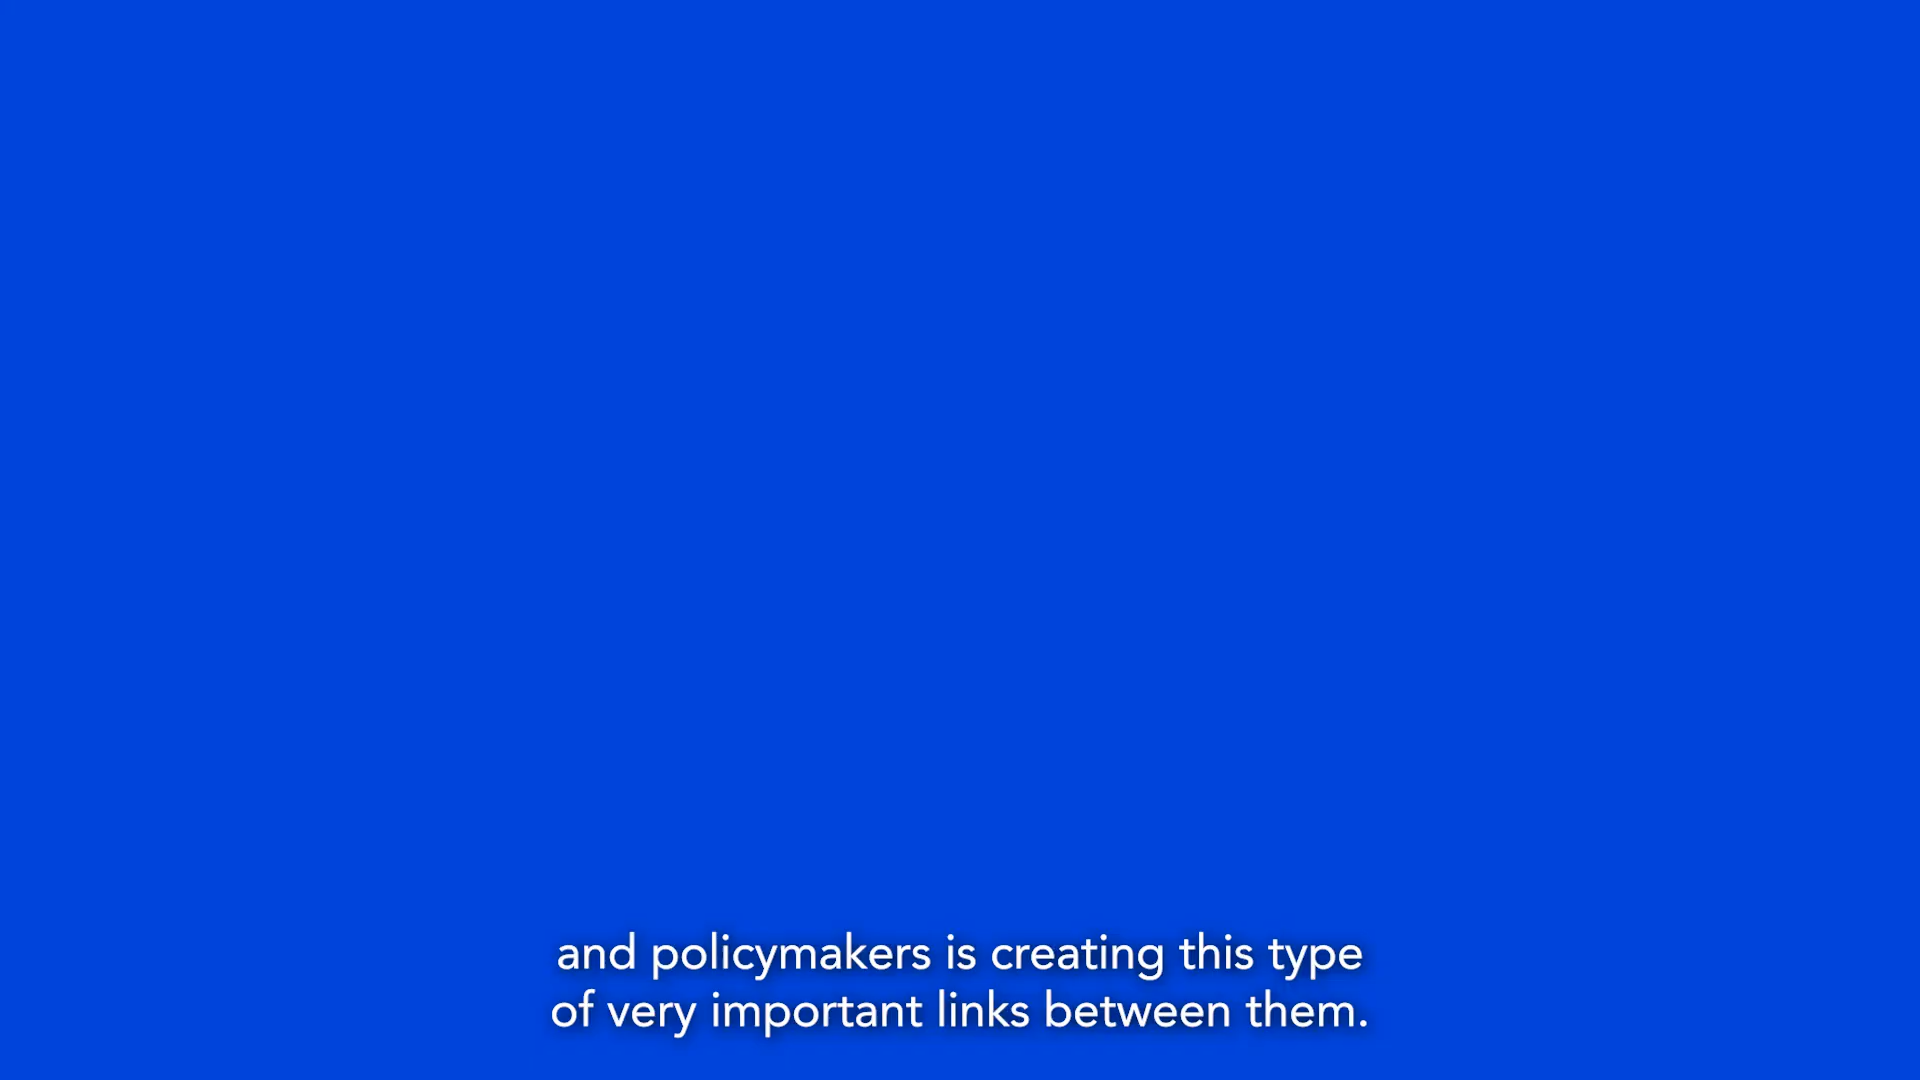 and policymakers is creating this type
of very important links between them.